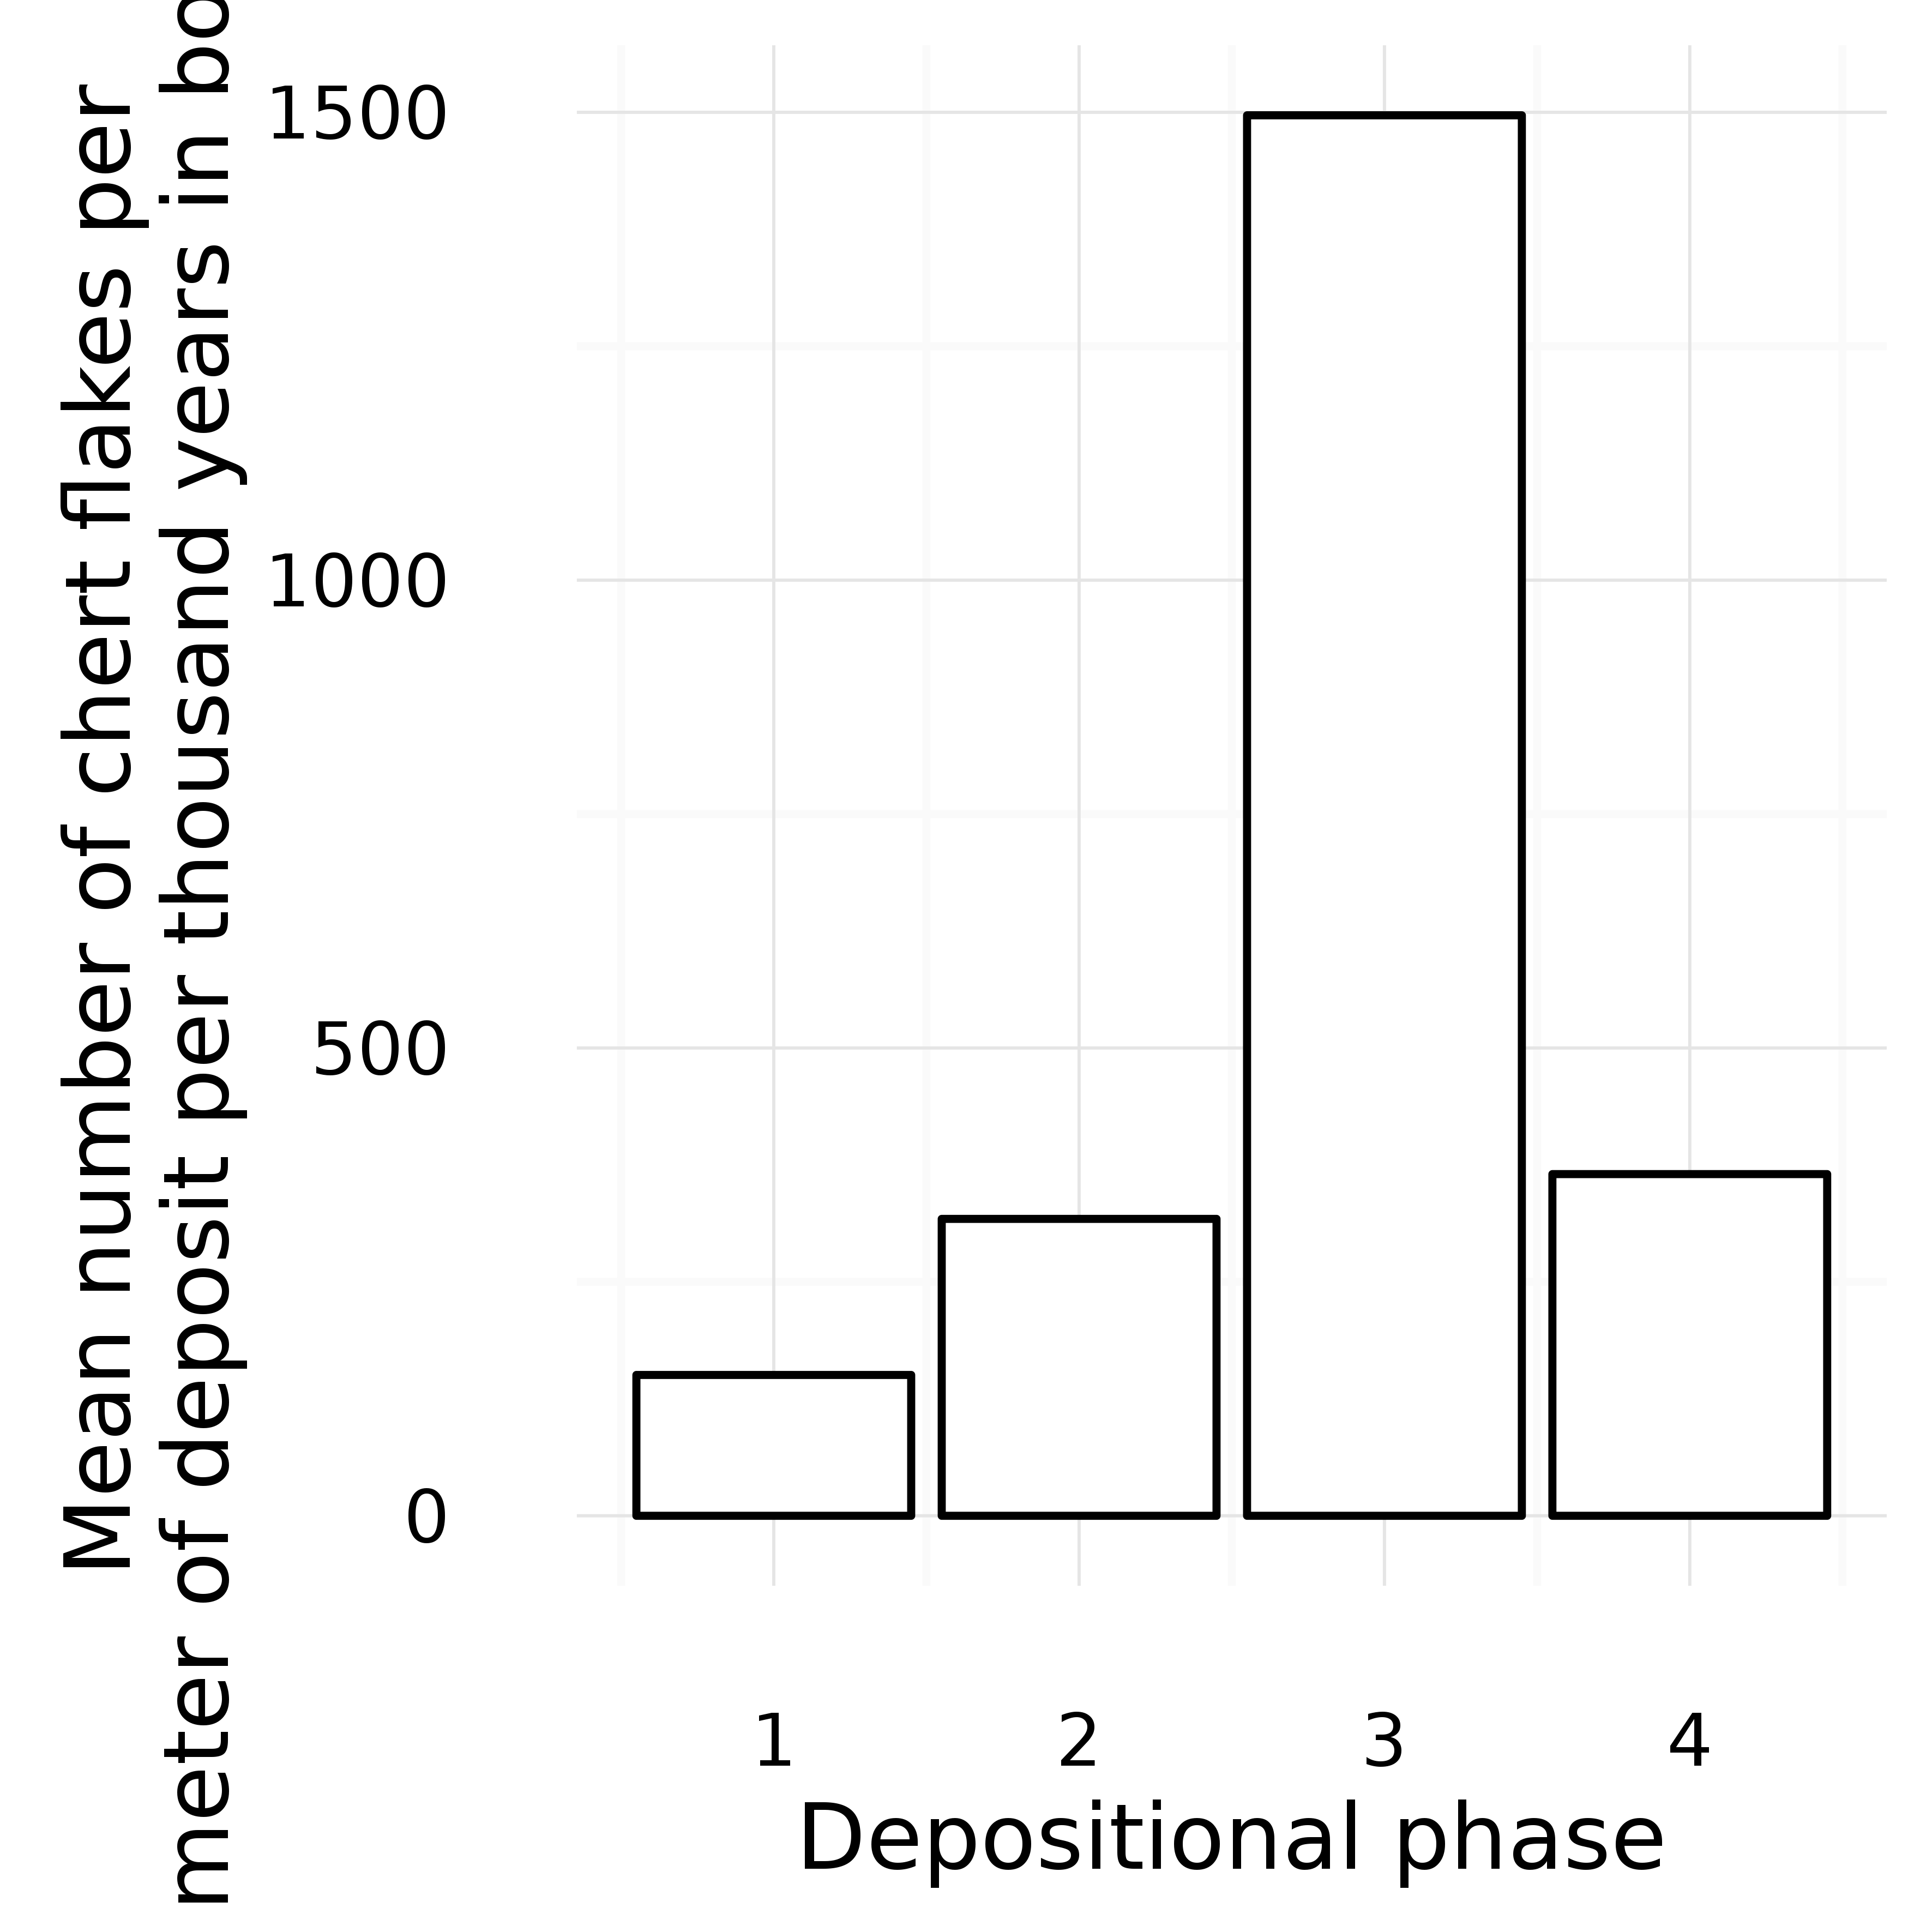 Mean number of chert flakes per
meter of deposit per thousand years in
1500
1000
500
0
1
2
3
4
Depositional phase